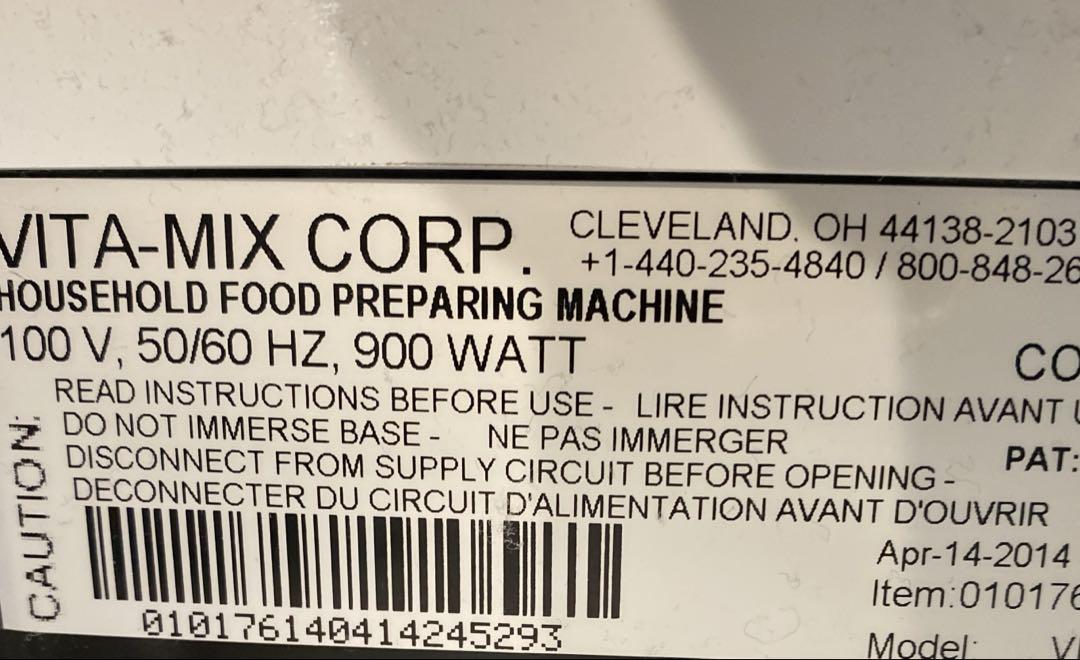 VITA-MIX CORP.
CLEVELAND. OH 44138-2103
+1-440-235-4840 / 800-848-26
HOUSEHOLD FOOD PREPARING MACHINE
100 V, 50/60 HZ, 900 WATT
CO
CAUTION:
READ INSTRUCTIONS BEFORE USE - LIRE INSTRUCTION AVANT
DO NOT IMMERSE BASE - NE PAS IMMERGER
PAT:
DISCONNECT FROM SUPPLY CIRCUIT BEFORE OPENING -
DECONNECTER DU CIRCUIT D'ALIMENTATION AVANT D'OUVRIR
Apr-14-2014
Item:010176
010176140414245293
Model: